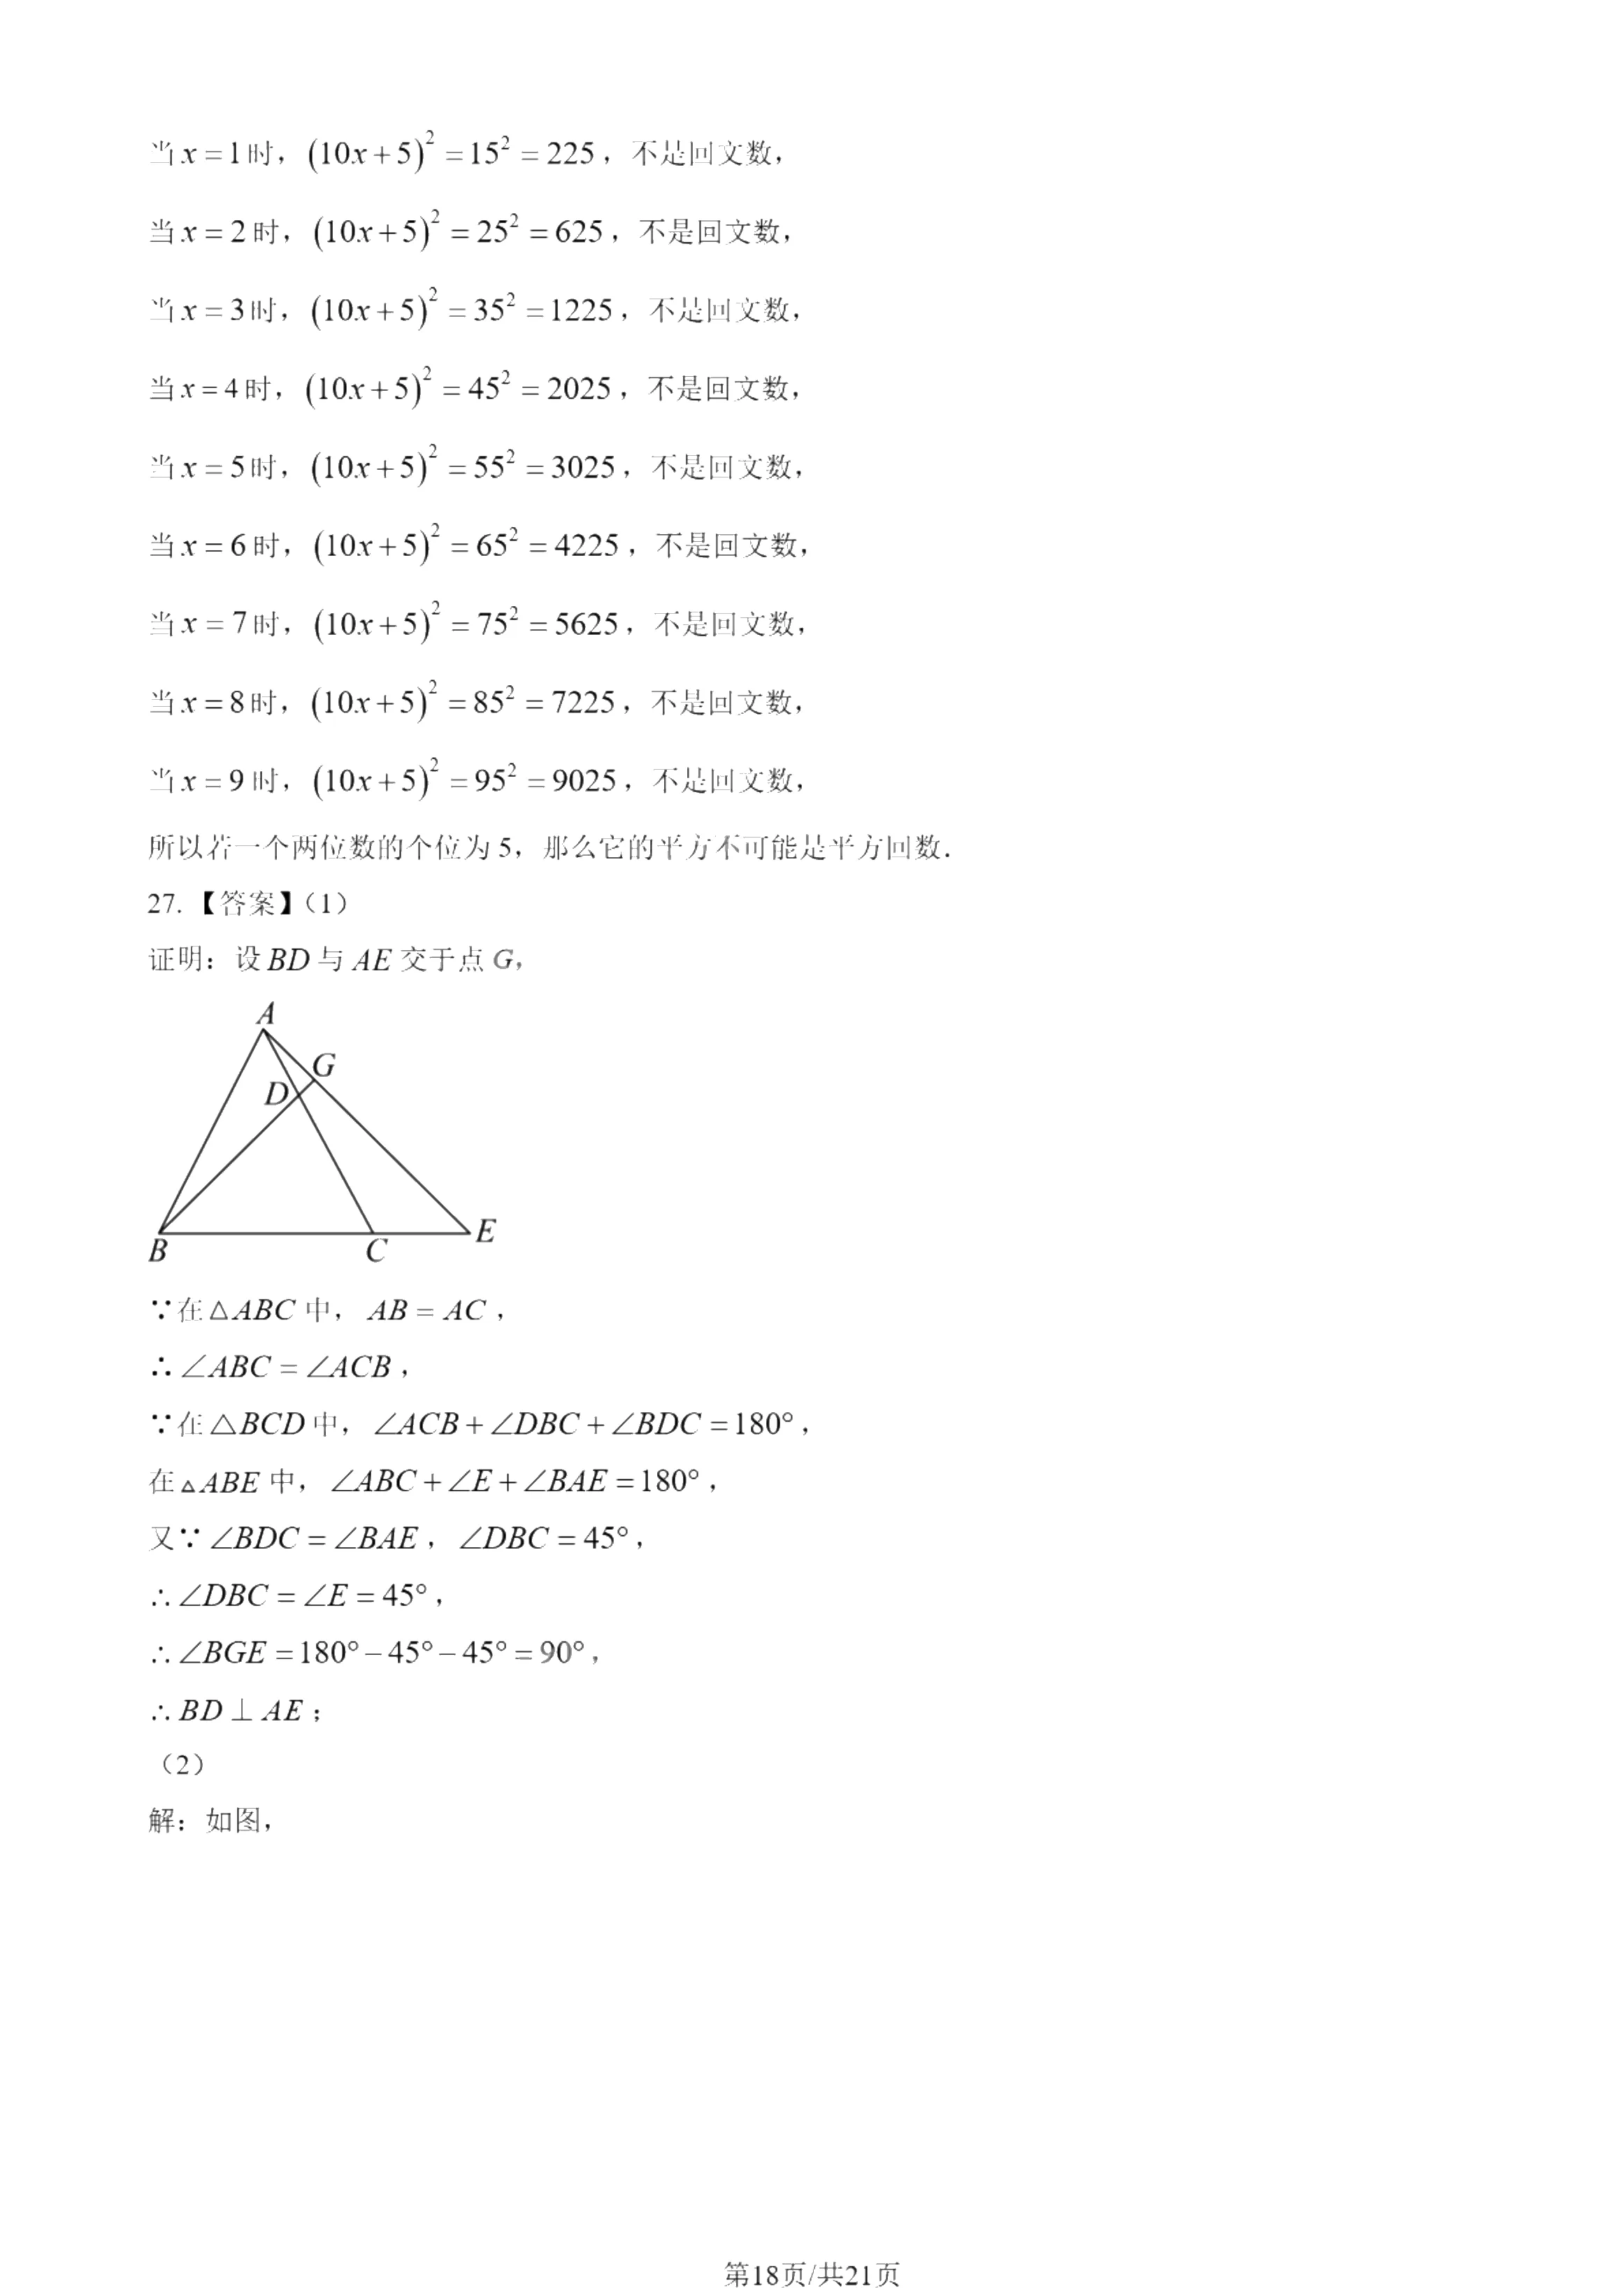 当x=1时，(10x+5)²=15²=225，不是回文数，
当x=2时，(10x+5)²=25²=625，不是回文数，
当x=3时，(10x+5)²=35²=1225，不是回文数，
当x=4时，(10x+5)²=45²=2025，不是回文数，
当x=5时，(10x+5)²=55²=3025，不是回文数，
当x=6时，(10x+5)²=65²=4225，不是回文数，
当x=7时，(10x+5)²=75²=5625，不是回文数，
当x=8时，(10x+5)²=85²=7225，不是回文数，
当x=9时，(10x+5)²=95²=9025，不是回文数，
所以若一个两位数的个位为5，那么它的平方不可能是平方回数．
27.【答案】（1）
证明：设BD与AE交于点G，
A
G
D
E
B
C
∵在△ABC中，AB=AC，
∴∠ABC=∠ACB，
∵在△BCD中，∠ACB+∠DBC+∠BDC=180°，
在△ABE中，∠ABC+∠E+∠BAE=180°，
又∵∠BDC=∠BAE，∠DBC=45°，
∴∠DBC=∠E=45°，
∴∠BGE=180°−45°−45°=90°，
∴BD⊥AE；
（2）
解：如图，
第18页/共21页